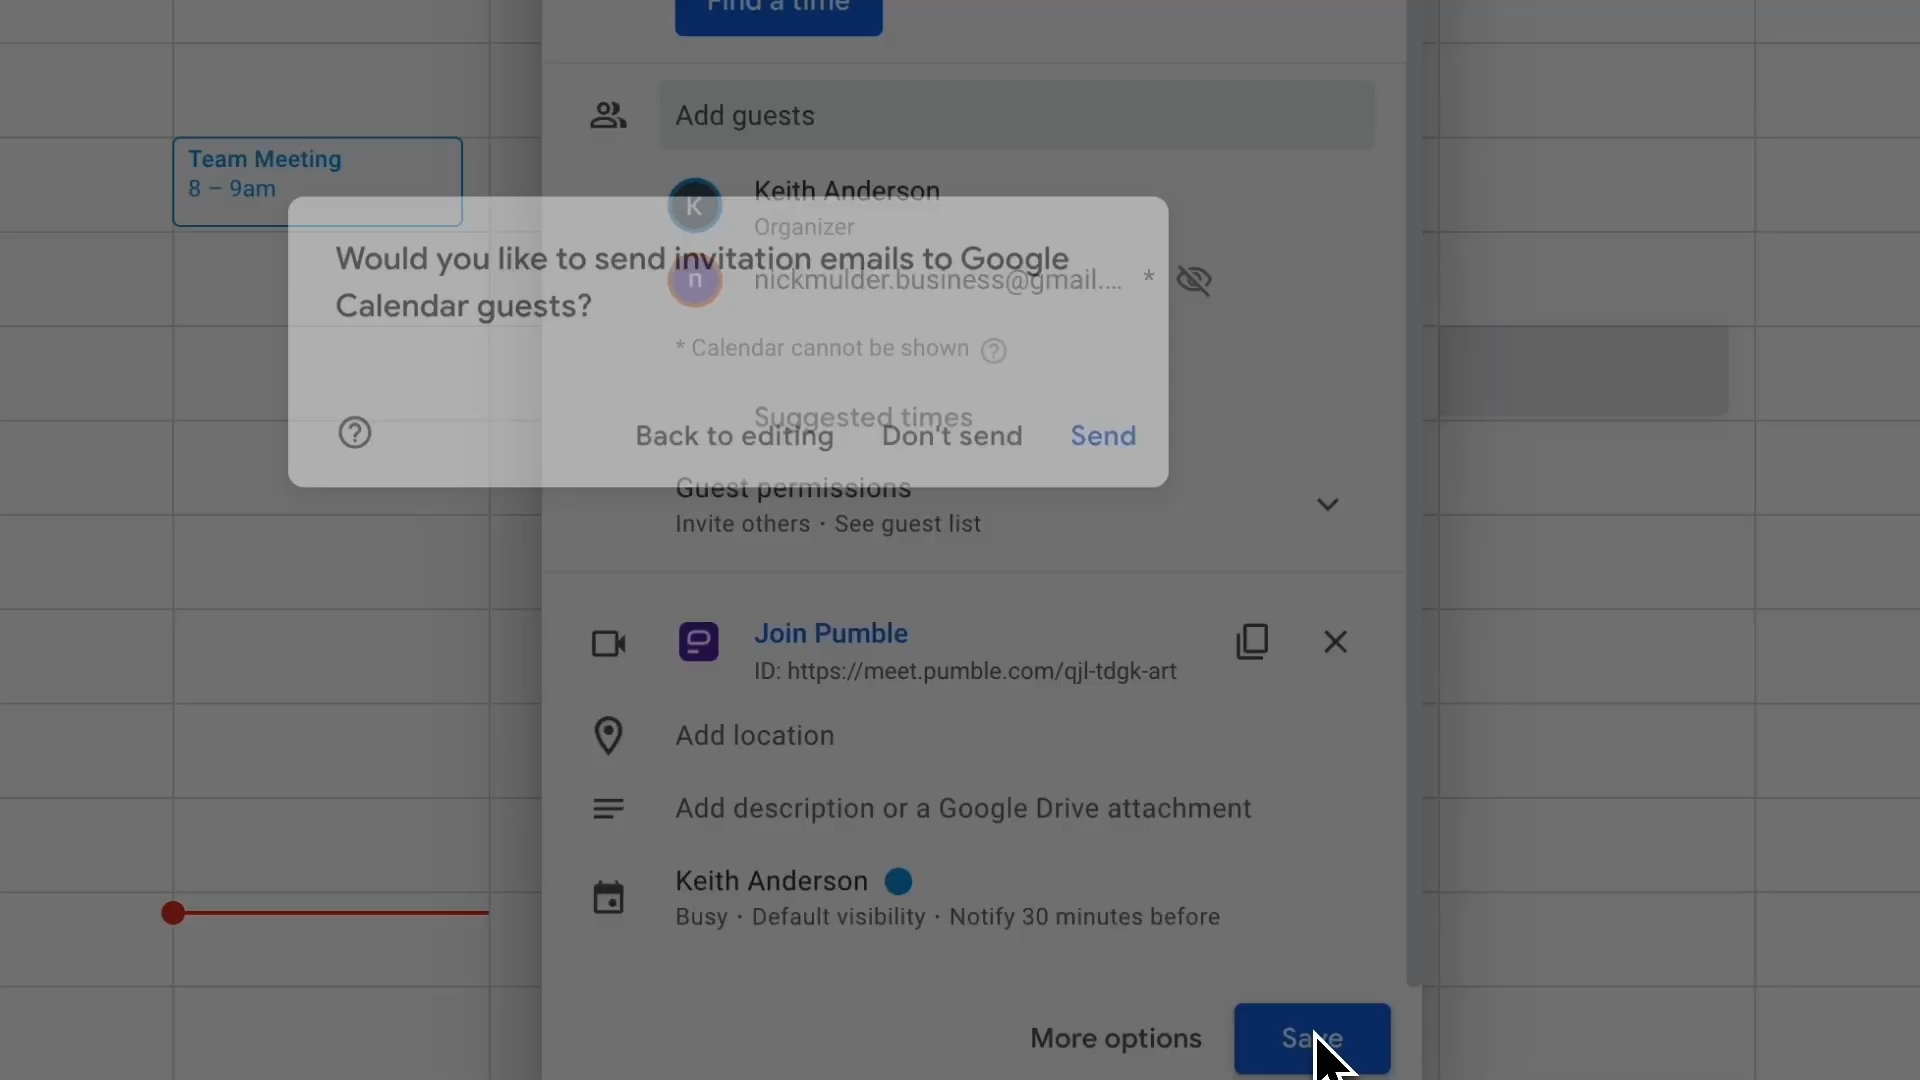 Find a time
Add guests
Team Meeting
8 – 9am
K
Keith Anderson
Organizer
Would you like to send invitation emails to Google
Calendar guests?
n
nickmulder.business@gmail.... *
* Calendar cannot be shown
Suggested times
Back to editing
Don't send
Send
Guest permissions
Invite others · See guest list
Join Pumble
ID: https://meet.pumble.com/qjl-tdgk-art
Add location
Add description or a Google Drive attachment
Keith Anderson
Busy · Default visibility · Notify 30 minutes before
More options
Save